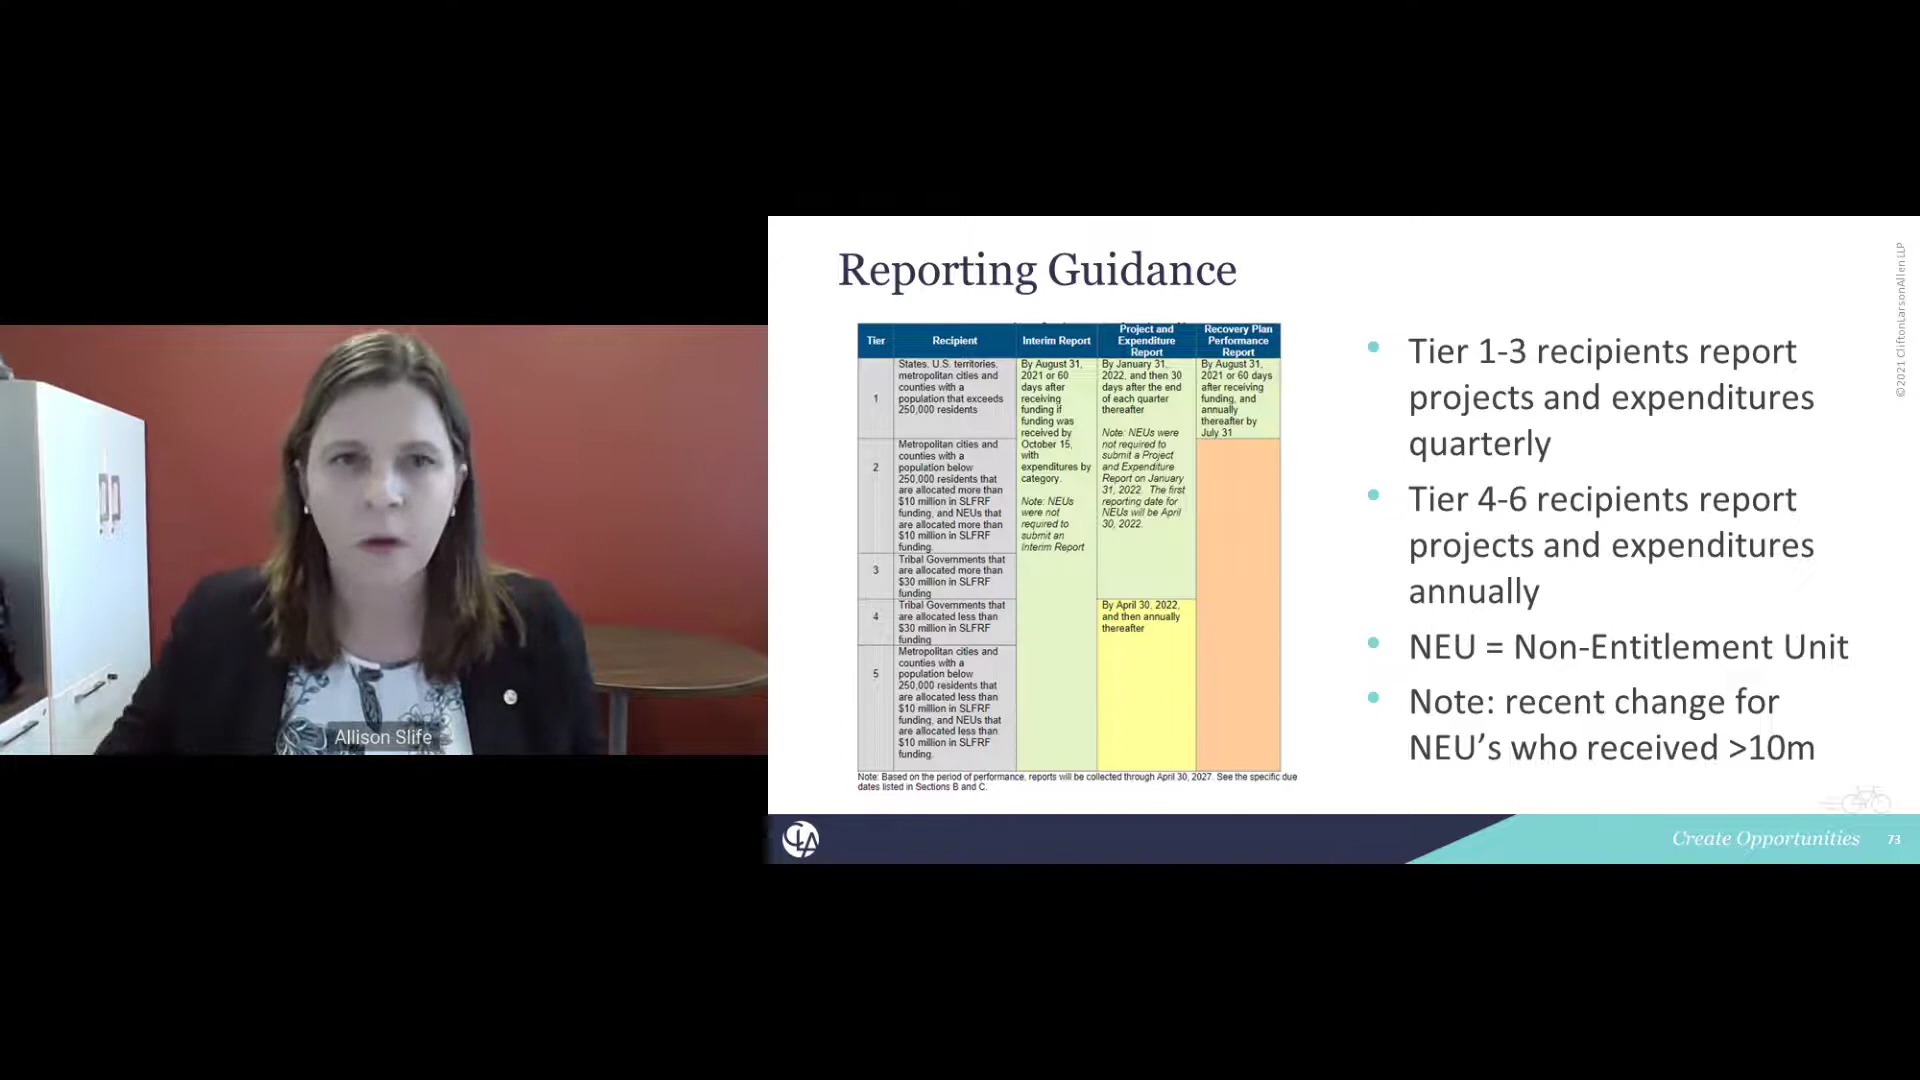 Reporting Guidance
Tier
Recipient
Interim Report
Project and
Expenditure
Report
Recovery Plan
Performance
Report
1
States, U.S. territories,
metropolitan cities and
counties with a
population that exceeds
250,000 residents
By August 31,
2021 or 60
days after
receiving
funding if
funding was
received by
October 15,
with
expenditures by
category.
Note: NEUs
were not
required to
submit an
Interim Report
By January 31,
2022, and then 30
days after the end
of each quarter
thereafter
Note: NEUs were
not required to
submit a Project
and Expenditure
Report on January
31, 2022. The first
reporting date for
NEUs will be April
30, 2022.
By August 31,
2021 or 60 days
after receiving
funding, and
annually
thereafter by
July 31
2
Metropolitan cities and
counties with a
population below
250,000 residents that
are allocated more than
$10 million in SLFRF
funding, and NEUs that
are allocated more than
$10 million in SLFRF
funding.
3
Tribal Governments that
are allocated more than
$30 million in SLFRF
funding
4
Tribal Governments that
are allocated less than
$30 million in SLFRF
funding
By April 30, 2022,
and then annually
thereafter
5
Metropolitan cities and
counties with a
population below
250,000 residents that
are allocated less than
$10 million in SLFRF
funding, and NEUs that
are allocated less than
$10 million in SLFRF
funding.
Note: Based on the period of performance, reports will be collected through April 30, 2027. See the specific due
dates listed in Sections B and C.
• Tier 1-3 recipients report
projects and expenditures
quarterly
• Tier 4-6 recipients report
projects and expenditures
annually
• NEU = Non-Entitlement Unit
• Note: recent change for
NEU’s who received >10m
©2021 CliftonLarsonAllen LLP
Allison Slife
CLA
Create Opportunities
73